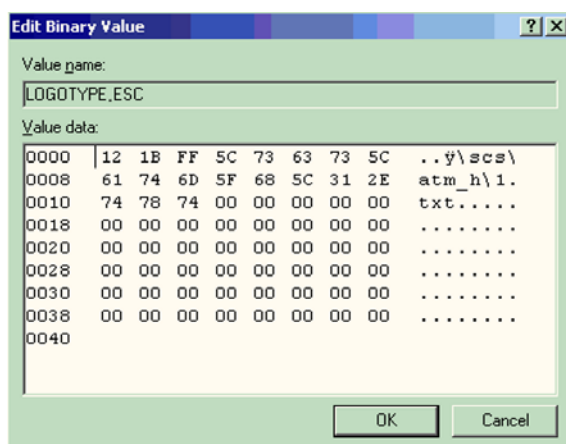 Edit Binary Value
Value name:
LOGOTYPE.ESC
Value data:
0000 12 1B FF 5C 73 63 73 5C ..ÿ\scs\
0008 61 74 6D 5F 68 5C 31 2E atm_h\1.
0010 74 78 74 00 00 00 00 00 txt.....
0018 00 00 00 00 00 00 00 00 ........
0020 00 00 00 00 00 00 00 00 ........
0028 00 00 00 00 00 00 00 00 ........
0030 00 00 00 00 00 00 00 00 ........
0038 00 00 00 00 00 00 00 00 ........
0040
OK Cancel